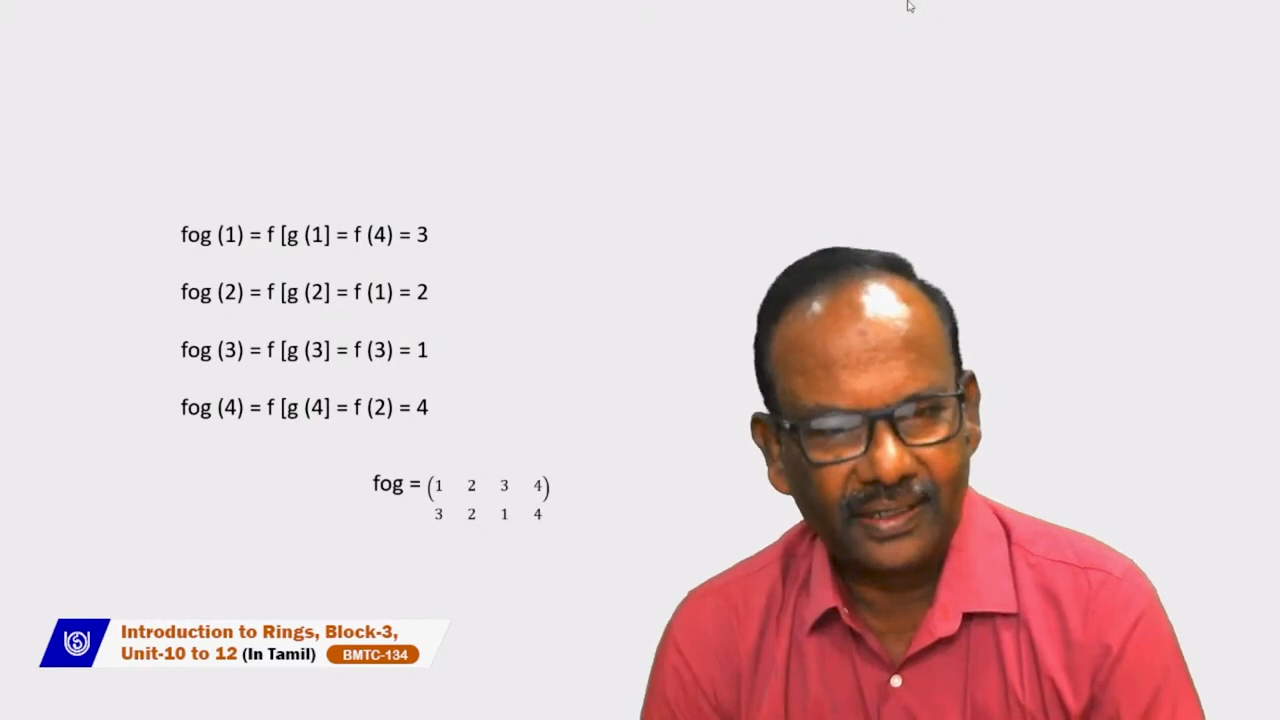 fog (1) = f [g (1] = f (4) = 3
fog (2) = f [g (2] = f (1) = 2
fog (3) = f [g (3] = f (3) = 1
fog (4) = f [g (4] = f (2) = 4
fog = (1 2 3 4)
3 2 1 4
Introduction to Rings, Block-3,
Unit-10 to 12 (In Tamil) BMTC-134